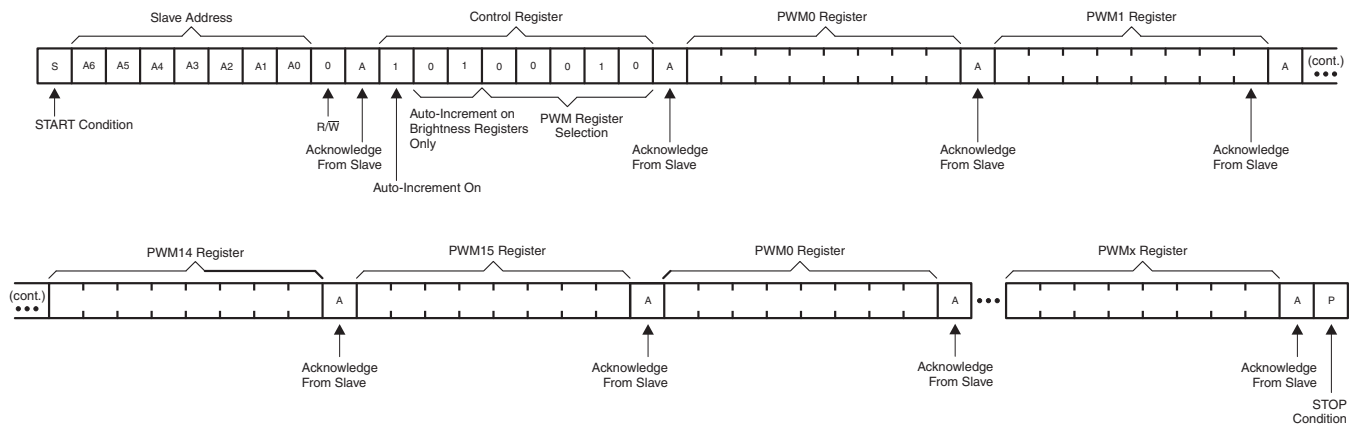 Slave Address Control Register PWM0 Register PWM1 Register
S A6 A5 A4 A3 A2 A1 A0 0 A 1 0 1 0 0 0 1 0 A A A (cont.)
START Condition
R/W̅
Acknowledge
From Slave
Auto-Increment On
Auto-Increment on
Brightness Registers
Only
PWM Register
Selection
Acknowledge
From Slave
Acknowledge
From Slave
Acknowledge
From Slave
PWM14 Register PWM15 Register PWM0 Register PWMx Register
(cont.) A A A A P
Acknowledge
From Slave
Acknowledge
From Slave
Acknowledge
From Slave
Acknowledge
From Slave
STOP
Condition